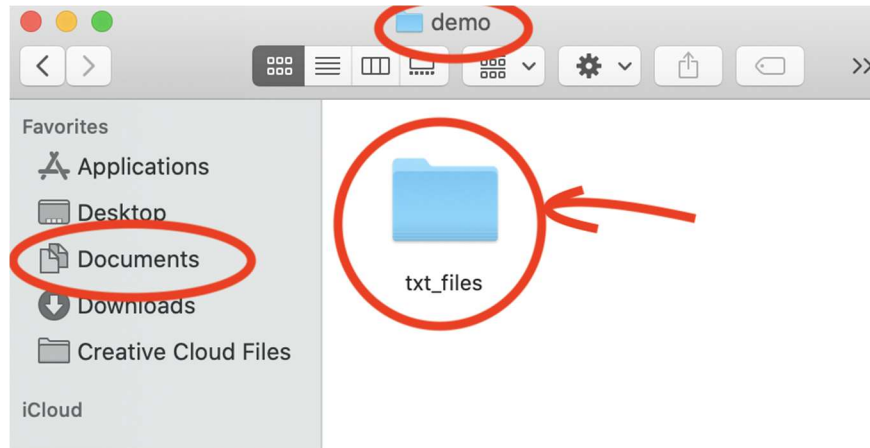 demo
Favorites
Applications
Desktop
Documents
Downloads
Creative Cloud Files
iCloud
txt_files